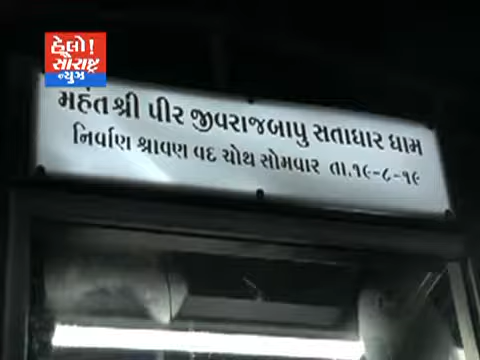 હેલો!
સૌરાષ્ટ્ર
ન્યુઝ
મહંતશ્રી પીર જીવરાજબાપુ સતાધાર ધામ
નિર્વાણ શ્રાવણ વદ ચોથ સોમવાર તા.૧૯-૮-૧૯